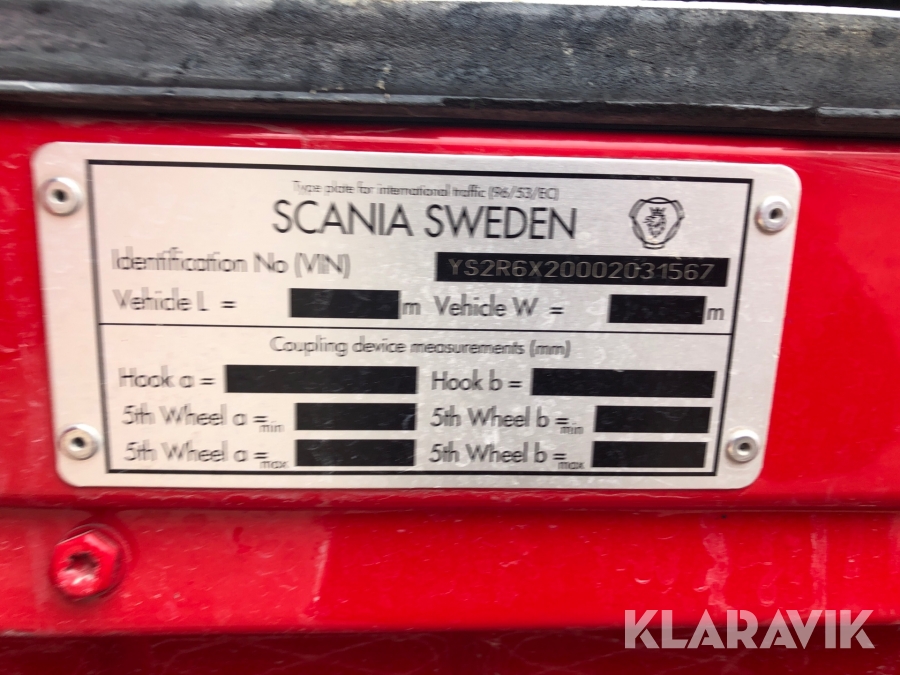 Type plate for international traffic (96/53/EC)
SCANIA SWEDEN
Identification No (VIN) YS2R6X20002031567
Vehicle L = m Vehicle W = m
Coupling device measurements (mm)
Hook a = Hook b =
5th Wheel a = min 5th Wheel b = min
5th Wheel a = max 5th Wheel b = max
KLARAVIK